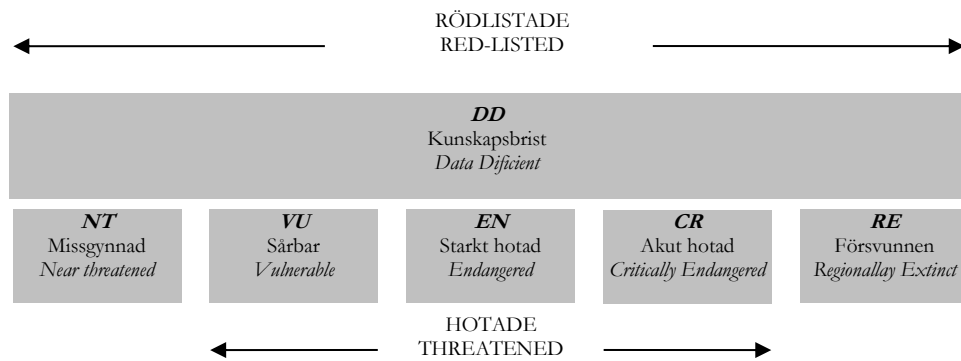 RÖDLISTADE
RED-LISTED
DD
Kunskapsbrist
Data Dificient
NT
Missgynnad
Near threatened
VU
Sårbar
Vulnerable
EN
Starkt hotad
Endangered
CR
Akut hotad
Critically Endangered
RE
Försvunnen
Regionallay Extinct
HOTADE
THREATENED